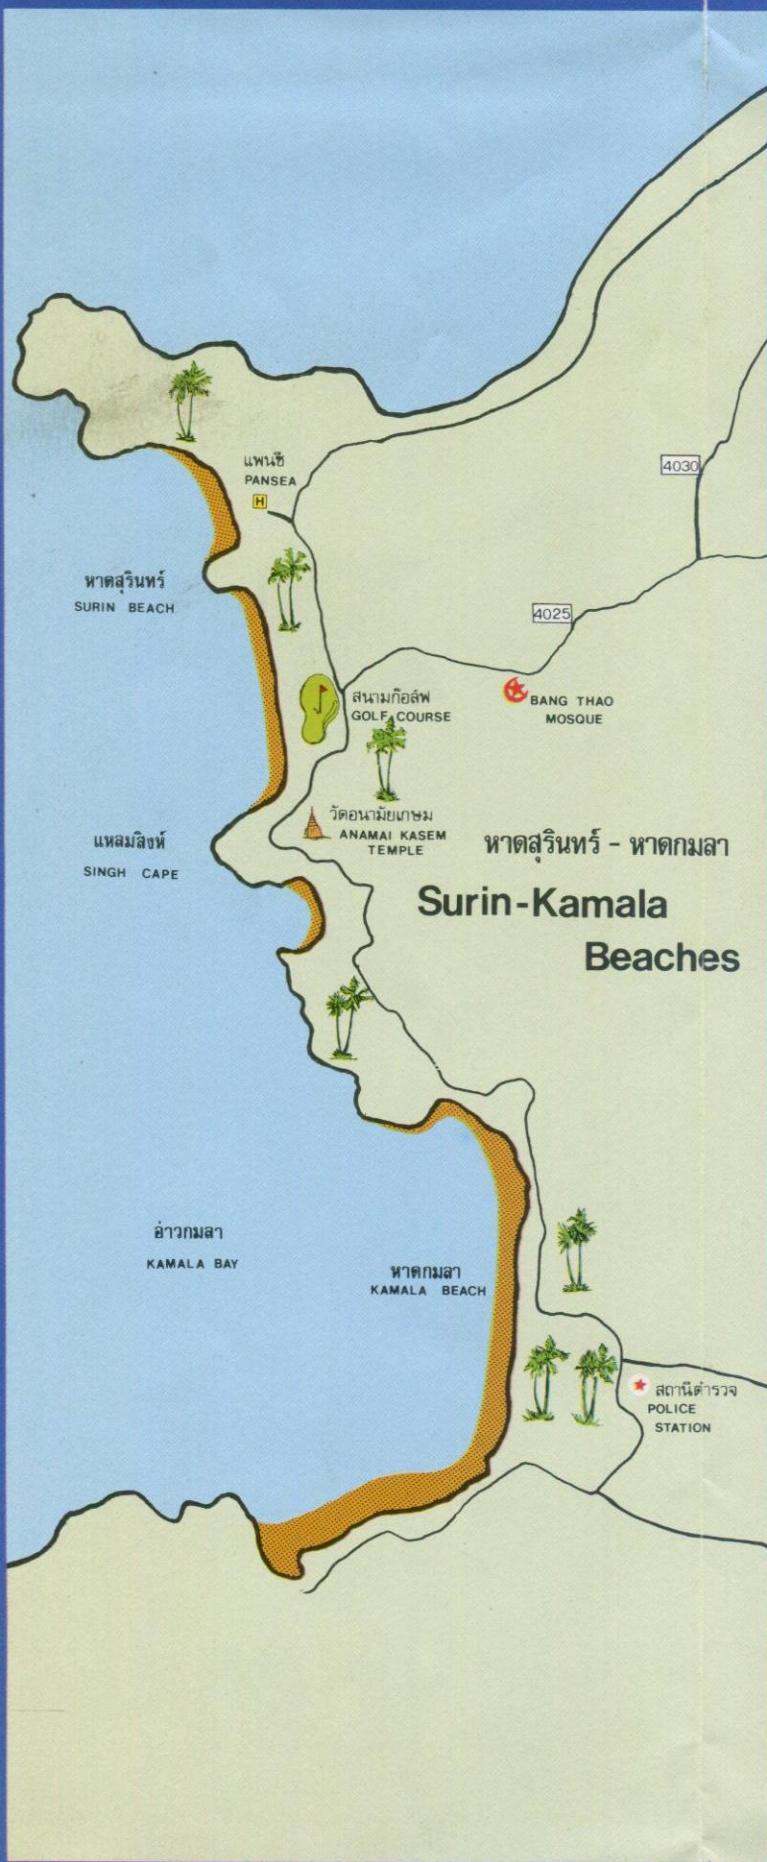 แพนซี
PANSEA
H
4030
หาดสุรินทร์
SURIN BEACH
4025
สนามก๊อล์ฟ
GOLF COURSE
BANG THAO
MOSQUE
วัดอนามัยเกษม
ANAMAI KASEM
TEMPLE
แหลมสิงห์
SINGH CAPE
หาดสุรินทร์ - หาดกมลา
Surin-Kamala
Beaches
อ่าวกมลา
KAMALA BAY
หาดกมลา
KAMALA BEACH
สถานีตำรวจ
POLICE
STATION